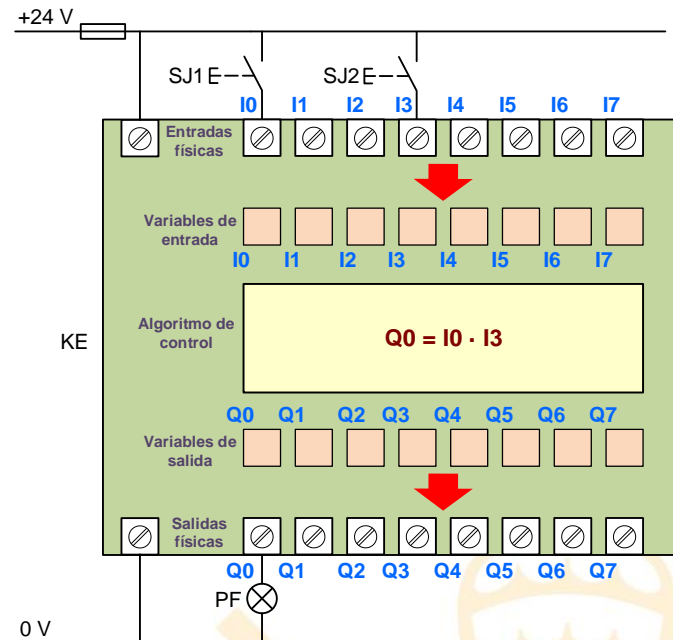 +24 V
SJ1 E
SJ2 E
I0 I1 I2 I3 I4 I5 I6 I7
Entradas
físicas
Variables de
entrada
I0 I1 I2 I3 I4 I5 I6 I7
Algoritmo de
control
Q0 = I0 · I3
KE
Q0 Q1 Q2 Q3 Q4 Q5 Q6 Q7
Variables de
salida
Salidas
físicas
Q0 Q1 Q2 Q3 Q4 Q5 Q6 Q7
PF
0 V